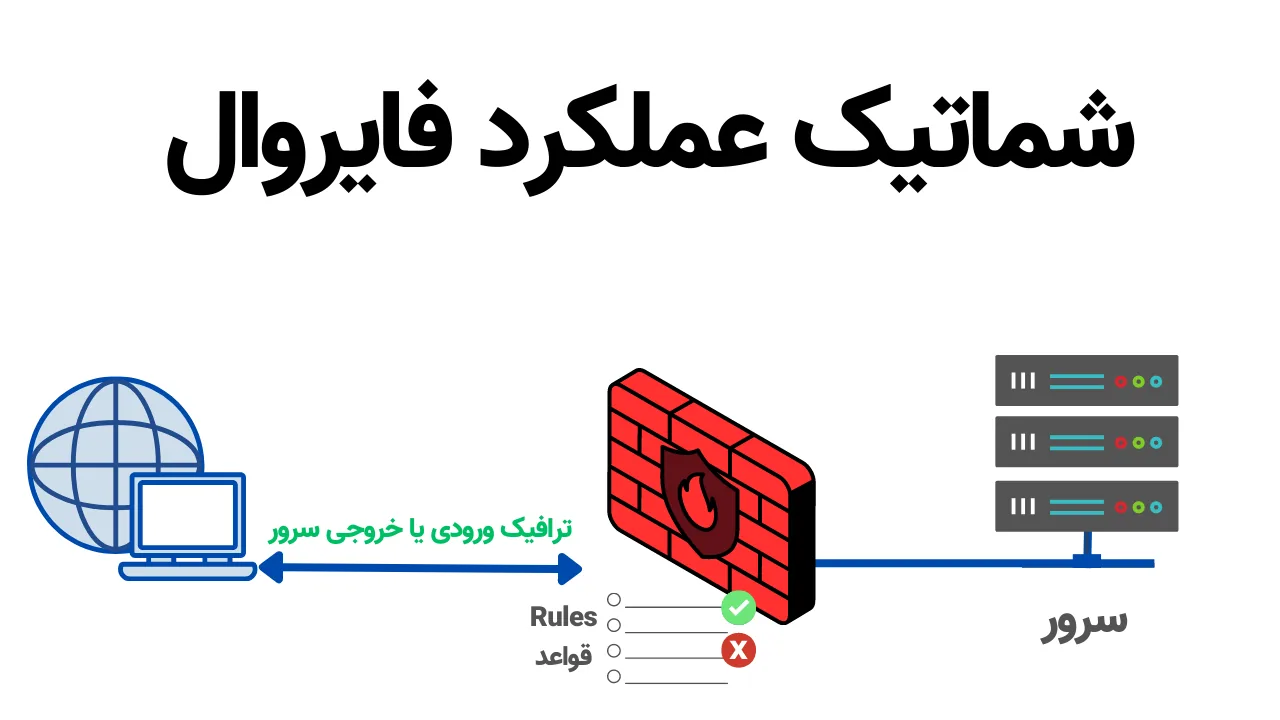 شماتیک عملکرد فایروال
ترافیک ورودی یا خروجی سرور
Rules
قواعد
سرور